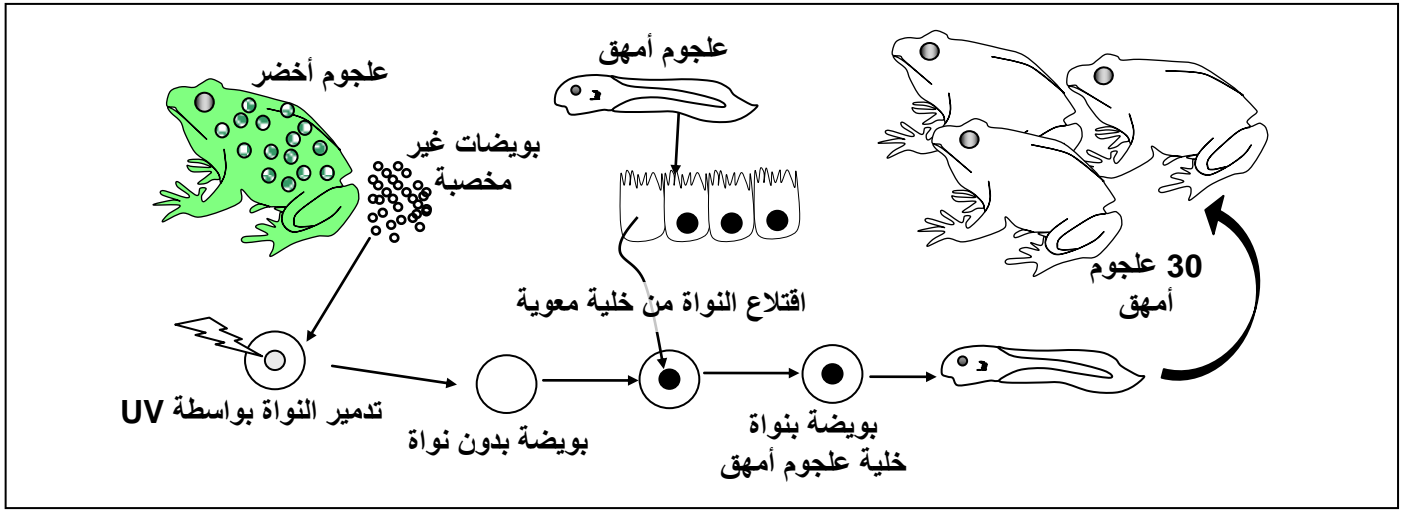 علجوم أخضر
بويضات غير
مخصبة
علجوم أمهق
30 علجوم
أمهق
اقتلاع النواة من خلية معوية
تدمير النواة بواسطة UV
بويضة بدون نواة
بويضة بنواة
خلية علجوم أمهق